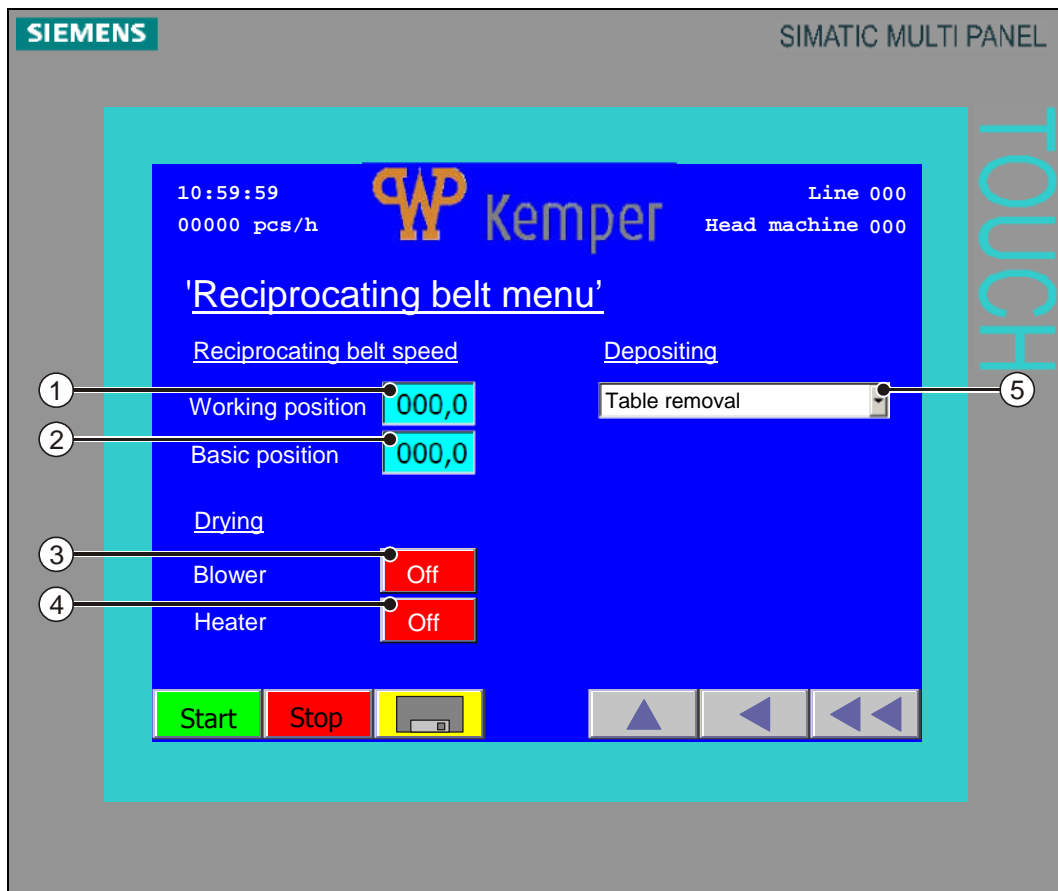 SIEMENS
SIMATIC MULTI PANEL
TOUCH
10:59:59
00000 pcs/h
WP Kemper
Line 000
Head machine 000
'Reciprocating belt menu’
Reciprocating belt speed
Depositing
1
Working position 000,0
Table removal
5
2
Basic position 000,0
Drying
3
Blower Off
4
Heater Off
Start Stop